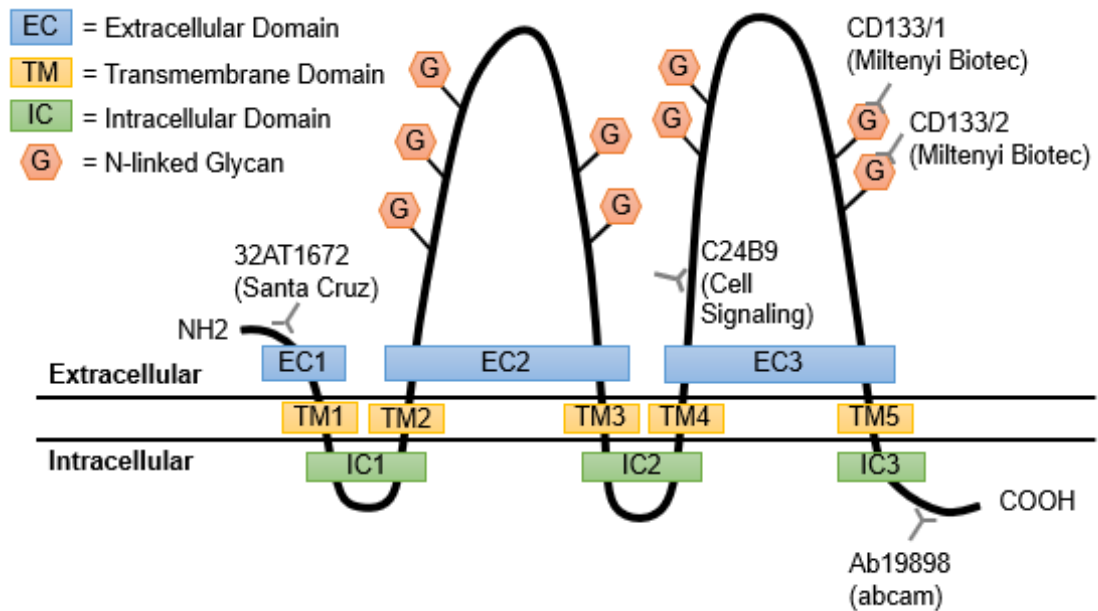 EC = Extracellular Domain
TM = Transmembrane Domain
IC = Intracellular Domain
G = N-linked Glycan
G
G
G
G
G
G
G
G
G
CD133/1
(Miltenyi Biotec)
CD133/2
(Miltenyi Biotec)
32AT1672
(Santa Cruz)
C24B9
(Cell
Signaling)
NH2
EC1
EC2
EC3
Extracellular
TM1
TM2
TM3
TM4
TM5
Intracellular
IC1
IC2
IC3
COOH
Ab19898
(abcam)